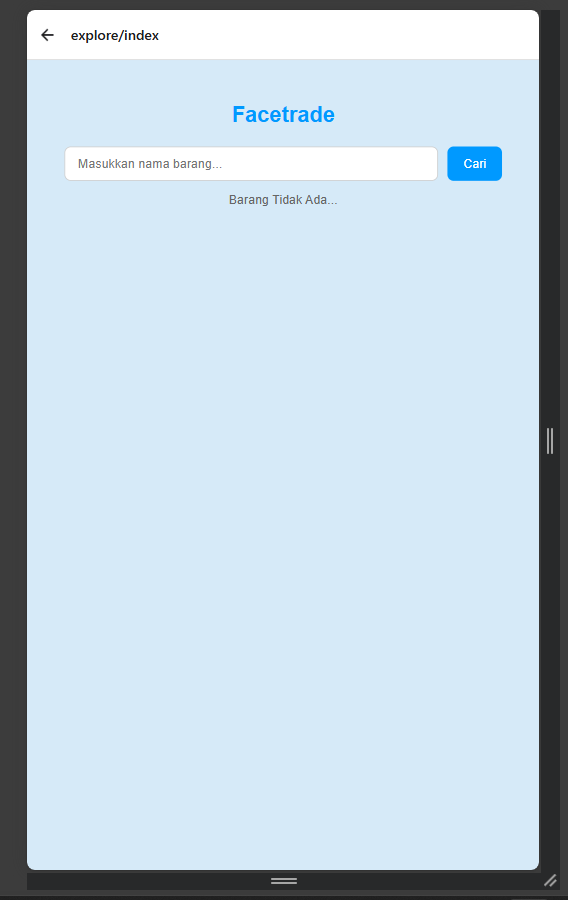 explore/index
Facetrade
Masukkan nama barang...
Cari
Barang Tidak Ada...